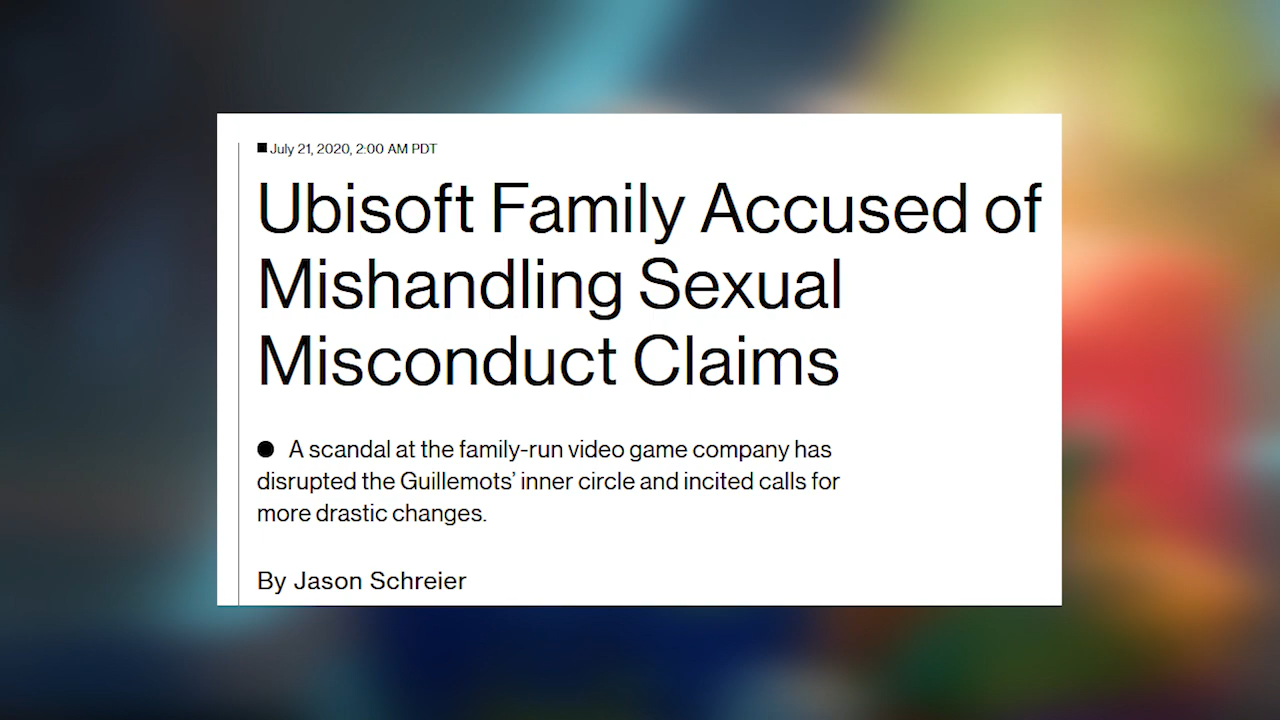 July 21, 2020, 2:00 AM PDT
Ubisoft Family Accused of
Mishandling Sexual
Misconduct Claims
A scandal at the family-run video game company has
disrupted the Guillemots’ inner circle and incited calls for
more drastic changes.
By Jason Schreier